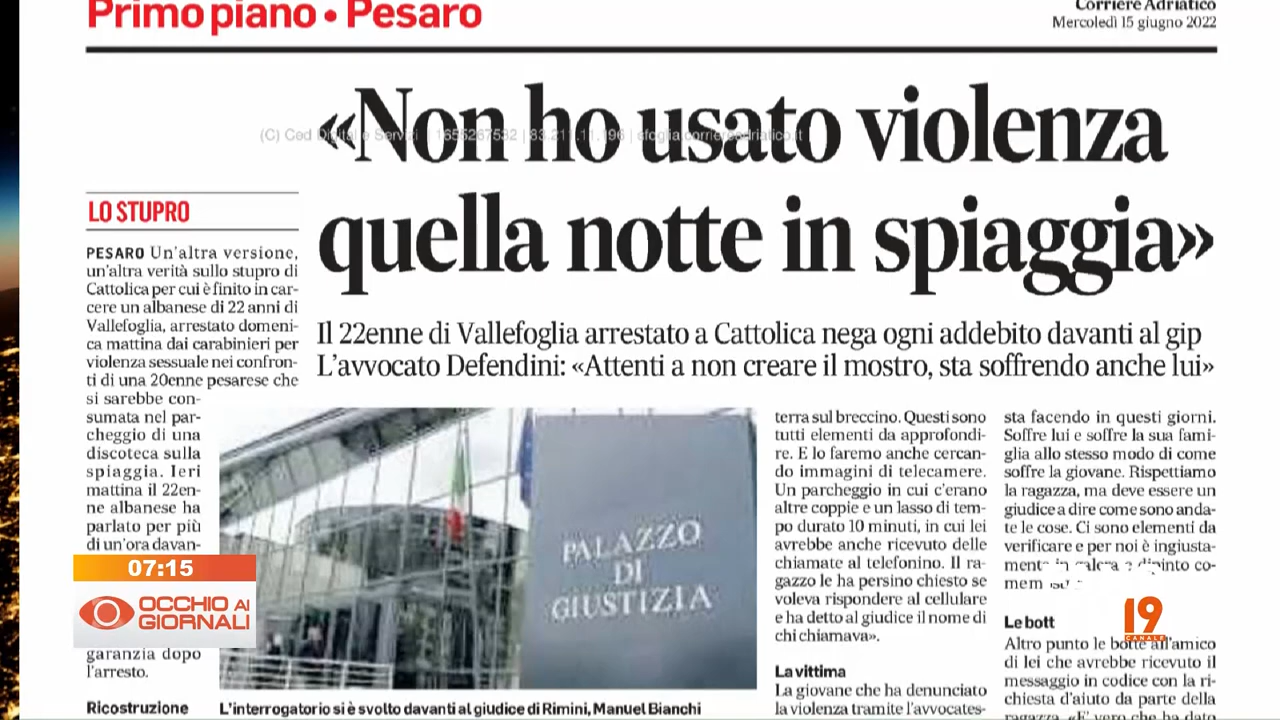 Primo piano • Pesaro
Corriere Adriatico
Mercoledì 15 giugno 2022
«Non ho usato violenza
quella notte in spiaggia»
Il 22enne di Vallefoglia arrestato a Cattolica nega ogni addebito davanti al gip
L'avvocato Defendini: «Attenti a non creare il mostro, sta soffrendo anche lui»
LO STUPRO
PESARO Un'altra versione,
un'altra verità sullo stupro di
Cattolica per cui è finito in car-
cere un albanese di 22 anni di
Vallefoglia, arrestato domeni-
ca mattina dai carabinieri per
violenza sessuale nei confron-
ti di una 20enne pesarese che
si sarebbe con-
sumata nel par-
cheggio di una
discoteca sulla
spiaggia. Ieri
mattina il 22en-
ne albanese ha
parlato per più
di un'ora davan-
07:15
OCCHIO AI
GIORNALI
garanzia dopo
l'arresto.
Ricostruzione
PALAZZO
DI
GIUSTIZIA
L'interrogatorio si è svolto davanti al giudice di Rimini, Manuel Bianchi
terra sul breccino. Questi sono
tutti elementi da approfondi-
re. E lo faremo anche cercan-
do immagini di telecamere.
Un parcheggio in cui c'erano
altre coppie e un lasso di tem-
po durato 10 minuti, in cui lei
avrebbe anche ricevuto delle
chiamate al telefonino. Il ra-
gazzo le ha persino chiesto se
voleva rispondere al cellulare
e ha detto al giudice il nome di
chi chiamava».
La vittima
La giovane che ha denunciato
la violenza tramite l'avvocates-
sta facendo in questi giorni.
Soffre lui e soffre la sua fami-
glia allo stesso modo di come
soffre la giovane. Rispettiamo
la ragazza, ma deve essere un
giudice a dire come sono anda-
te le cose. Ci sono elementi da
verificare e per noi è ingiusta-
mente in galera e dipinto co-
Le bott
Altro punto le botte all'amico
di lei che avrebbe ricevuto il
messaggio in codice con la ri-
chiesta d'aiuto da parte della
ragazza. «E' vero che ha dato
19
CANALE